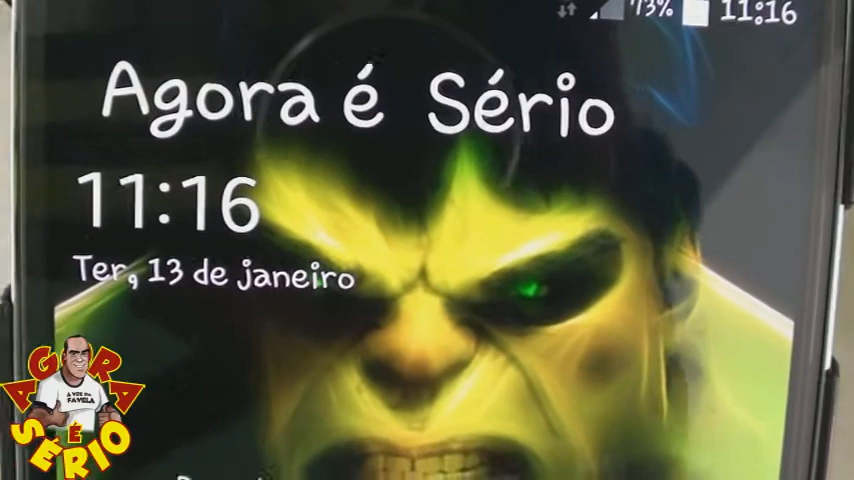 73% 11:16
Agora é Sério
11:16
Ter, 13 de janeiro
AGORA
A VOZ DA
FAVELA
É
SÉRIO